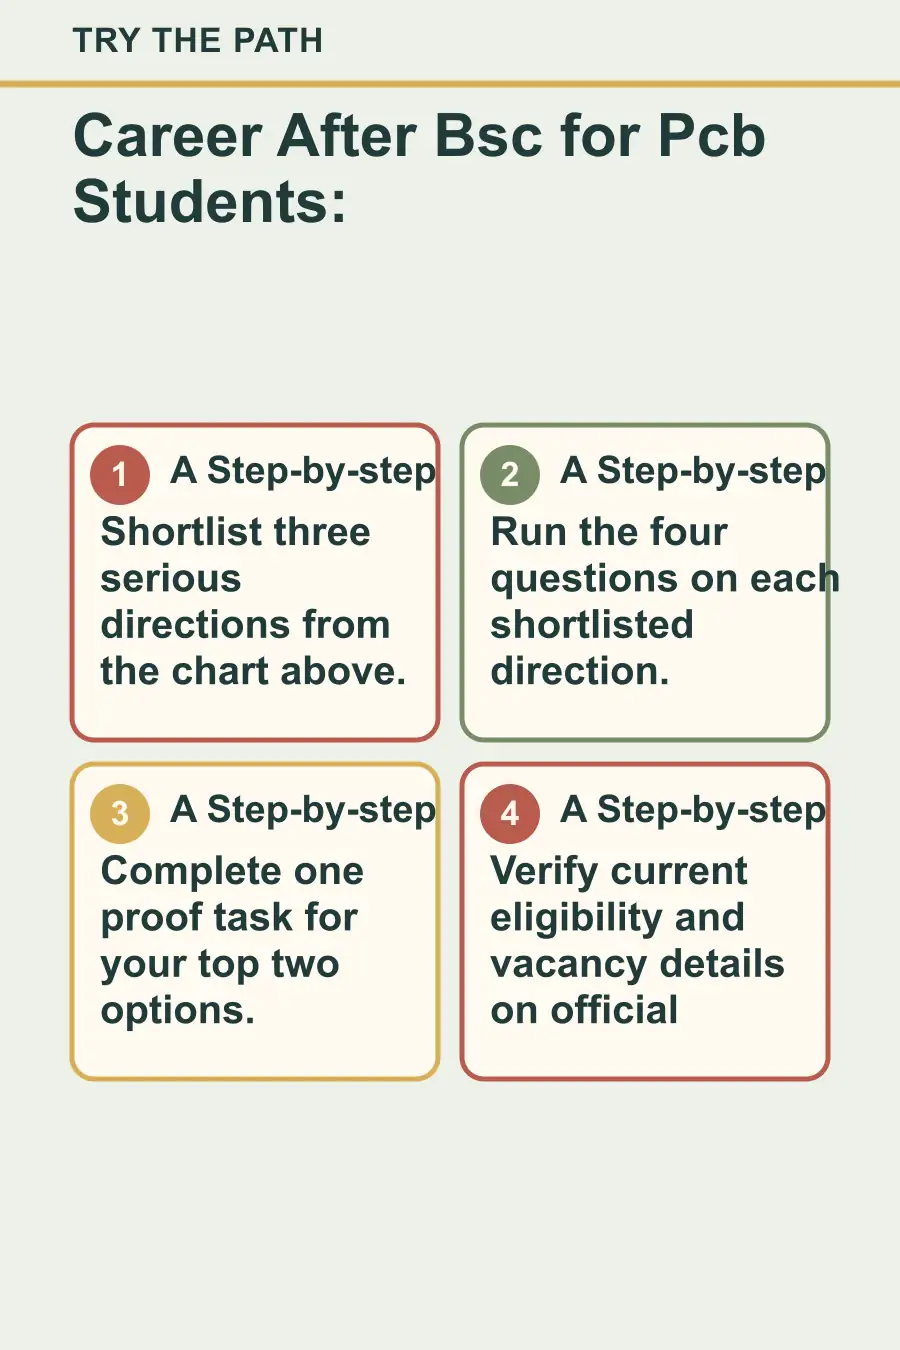 TRY THE PATH
Career After Bsc for Pcb
Students:
1
A Step-by-step
Shortlist three
serious
directions from
the chart above.
2
A Step-by-step
Run the four
questions on each
shortlisted
direction.
3
A Step-by-step
Complete one
proof task for
your top two
options.
4
A Step-by-step
Verify current
eligibility and
vacancy details
on official